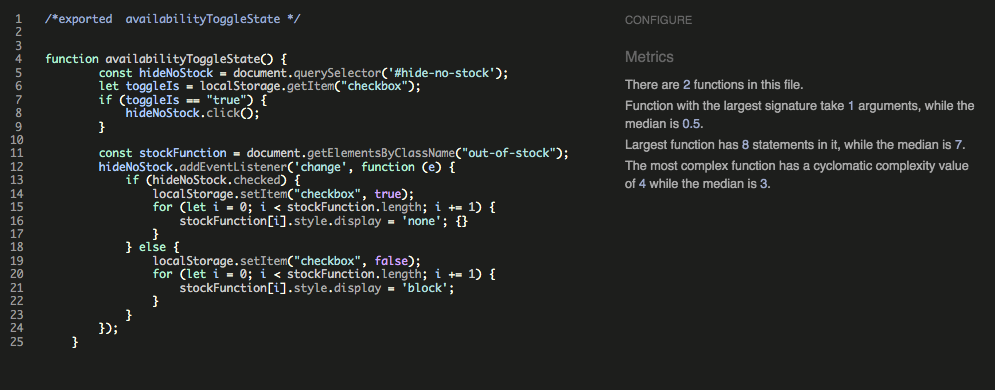 1 /*exported  availabilityToggleState */
2
3
4 function availabilityToggleState() {
5 const hideNoStock = document.querySelector('#hide-no-stock');
6 let toggleIs = localStorage.getItem("checkbox");
7 if (toggleIs == "true") {
8 hideNoStock.click();
9 }
10
11 const stockFunction = document.getElementsByClassName("out-of-stock");
12 hideNoStock.addEventListener('change', function (e) {
13 if (hideNoStock.checked) {
14 localStorage.setItem("checkbox", true);
15 for (let i = 0; i < stockFunction.length; i += 1) {
16 stockFunction[i].style.display = 'none'; {}
17 }
18 } else {
19 localStorage.setItem("checkbox", false);
20 for (let i = 0; i < stockFunction.length; i += 1) {
21 stockFunction[i].style.display = 'block';
22 }
23 }
24 });
25 }
CONFIGURE
Metrics
There are 2 functions in this file.
Function with the largest signature take 1 arguments, while the
median is 0.5.
Largest function has 8 statements in it, while the median is 7.
The most complex function has a cyclomatic complexity value
of 4 while the median is 3.